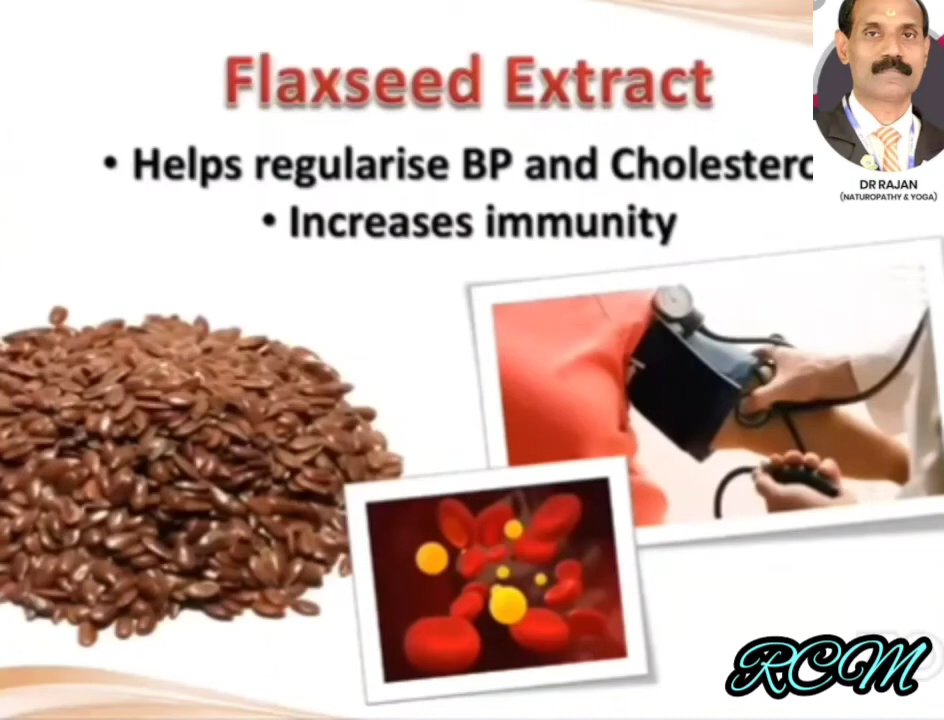 Flaxseed Extract
• Helps regularise BP and Cholestero
• Increases immunity
DR RAJAN
(NATUROPATHY & YOGA)
RCM